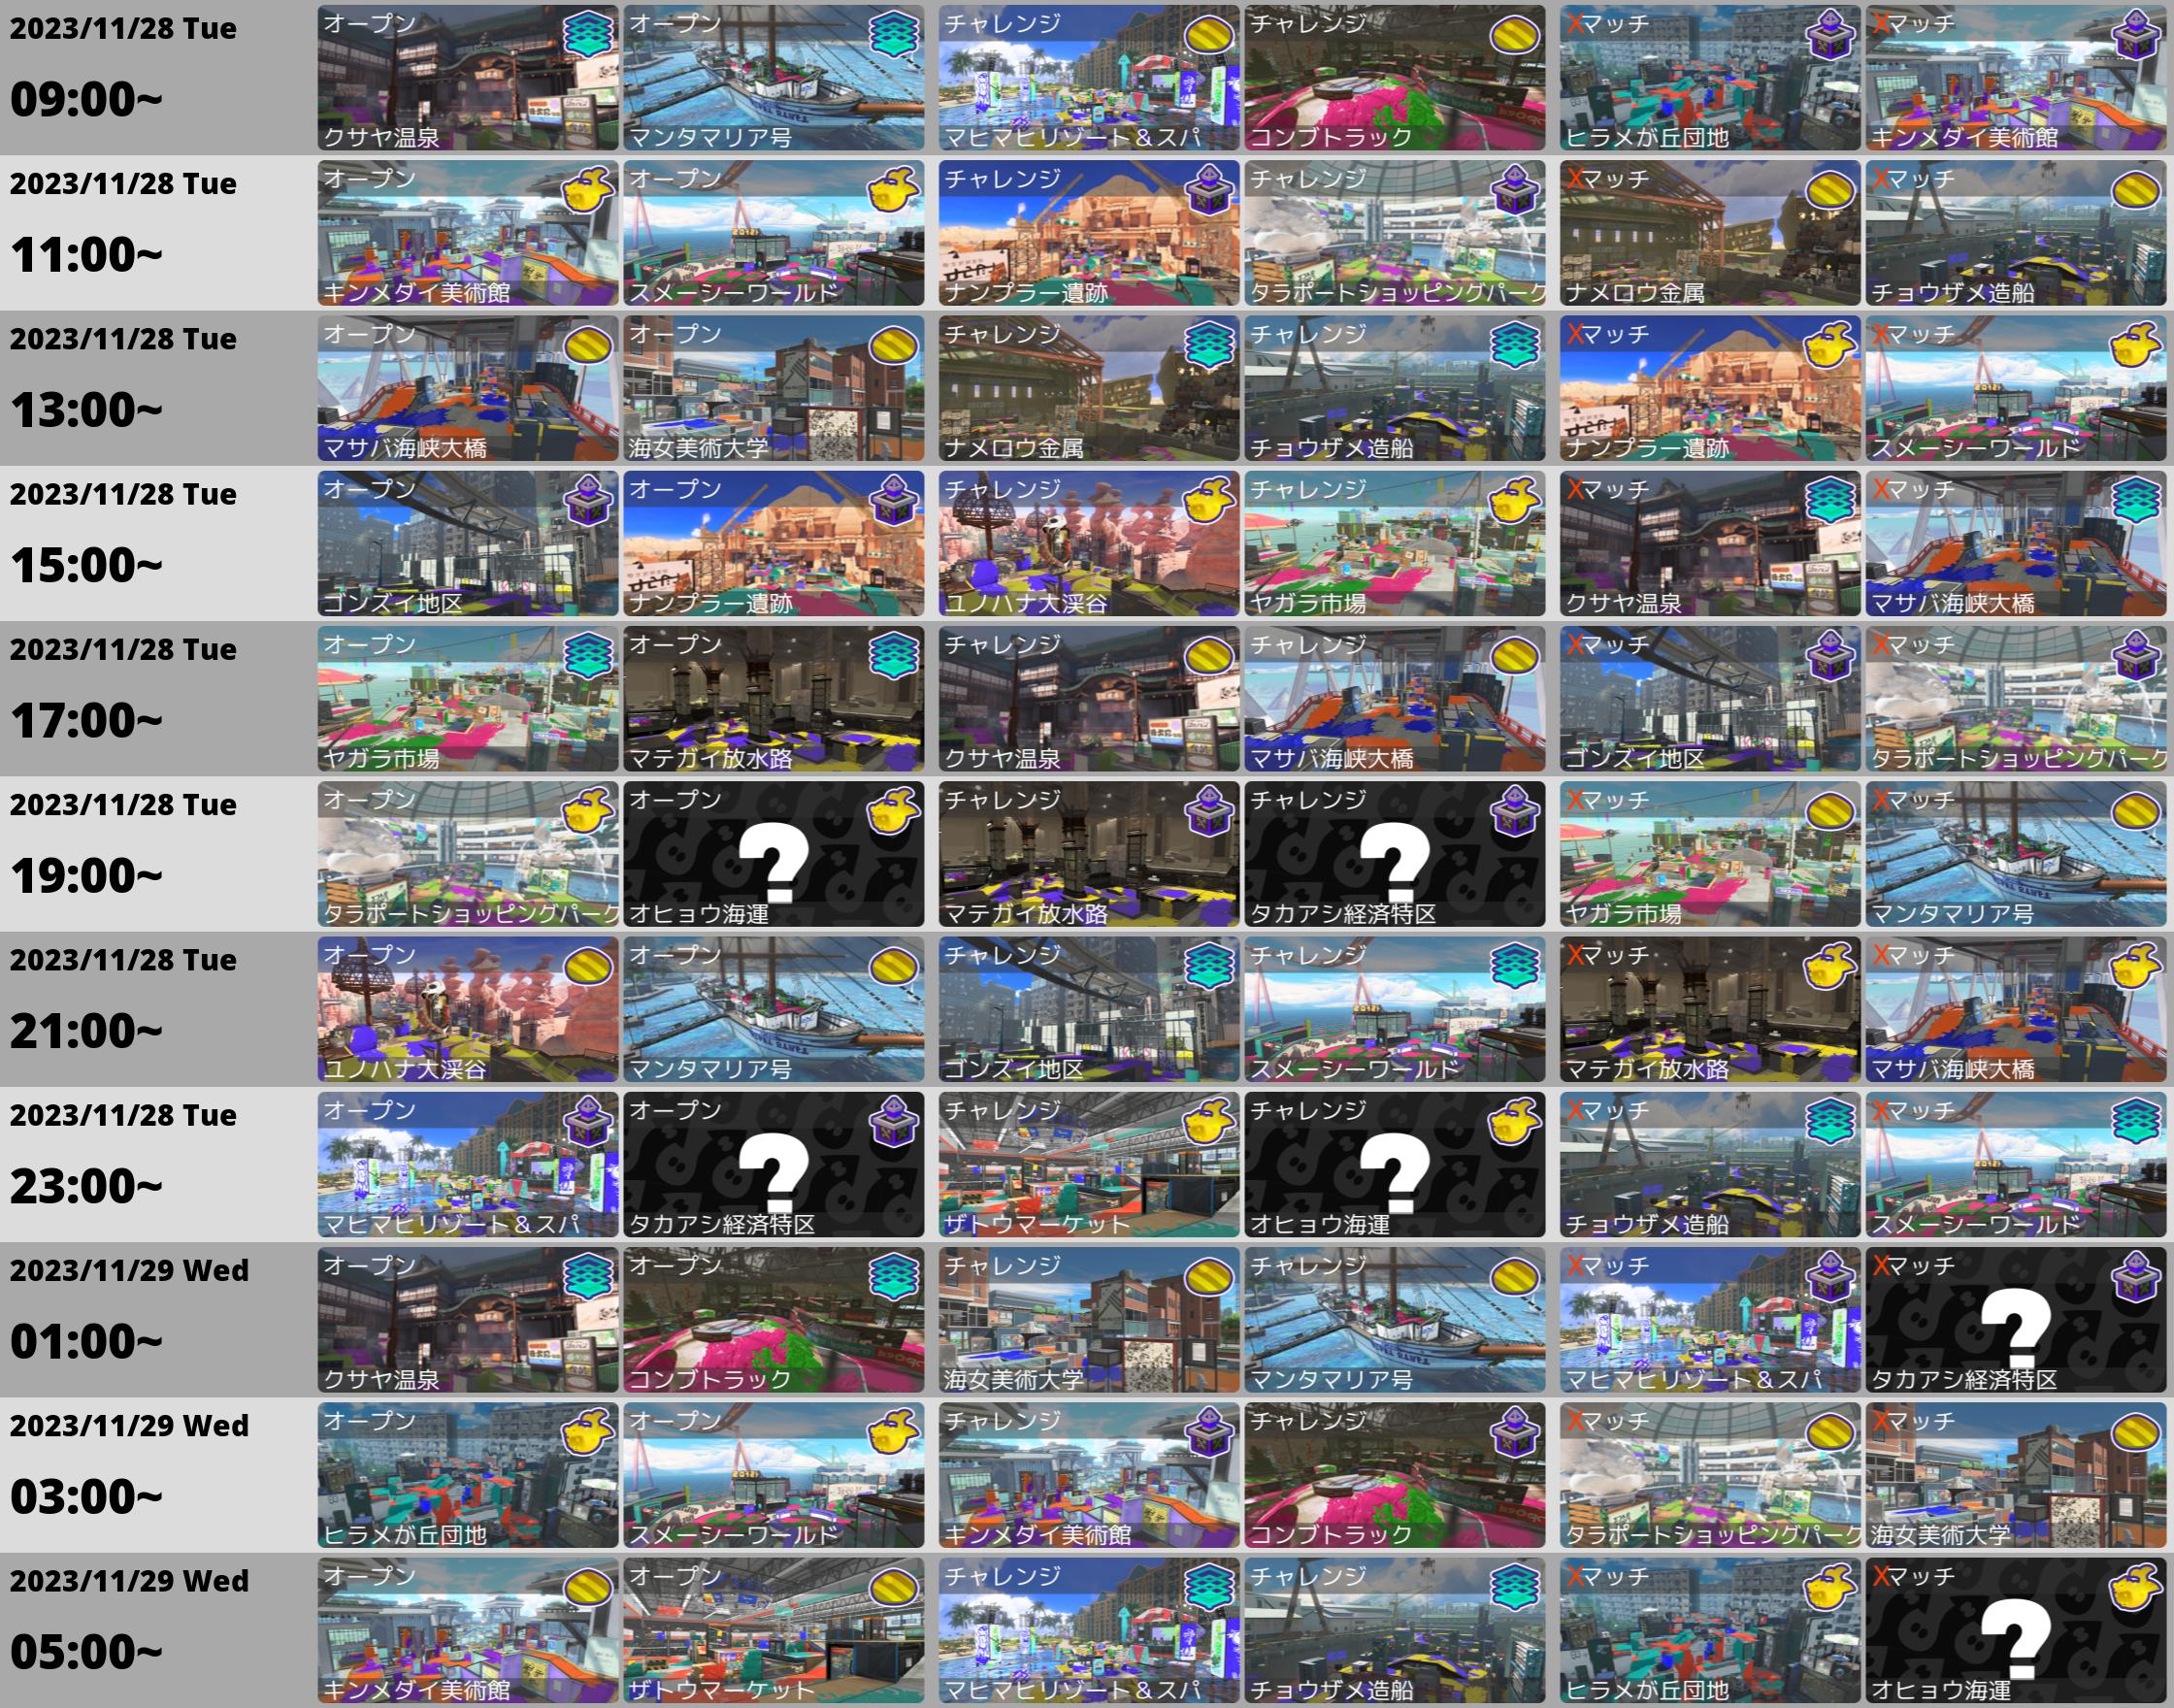 2023/11/28 Tue
09:00~
オープン
クサヤ温泉
オープン
マンタマリア号
チャレンジ
マヒマヒリゾート＆スパ
チャレンジ
コンブトラック
Xマッチ
ヒラメが丘団地
Xマッチ
キンメダイ美術館
2023/11/28 Tue
11:00~
オープン
キンメダイ美術館
オープン
スメーシーワールド
チャレンジ
ナンプラー遺跡
チャレンジ
タラポートショッピングパーク
Xマッチ
ナメロウ金属
Xマッチ
チョウザメ造船
2023/11/28 Tue
13:00~
オープン
マサバ海峡大橋
オープン
海女美術大学
チャレンジ
ナメロウ金属
チャレンジ
チョウザメ造船
Xマッチ
ナンプラー遺跡
Xマッチ
スメーシーワールド
2023/11/28 Tue
15:00~
オープン
ゴンズイ地区
オープン
ナンプラー遺跡
チャレンジ
ユノハナ大渓谷
チャレンジ
ヤガラ市場
Xマッチ
クサヤ温泉
Xマッチ
マサバ海峡大橋
2023/11/28 Tue
17:00~
オープン
ヤガラ市場
オープン
マテガイ放水路
チャレンジ
クサヤ温泉
チャレンジ
マサバ海峡大橋
Xマッチ
ゴンズイ地区
Xマッチ
タラポートショッピングパーク
2023/11/28 Tue
19:00~
オープン
タラポートショッピングパーク
オープン
?
オヒョウ海運
チャレンジ
マテガイ放水路
チャレンジ
?
タカアシ経済特区
Xマッチ
ヤガラ市場
Xマッチ
マンタマリア号
2023/11/28 Tue
21:00~
オープン
ユノハナ大渓谷
オープン
マンタマリア号
チャレンジ
ゴンズイ地区
チャレンジ
スメーシーワールド
Xマッチ
マテガイ放水路
Xマッチ
マサバ海峡大橋
2023/11/28 Tue
23:00~
オープン
マヒマヒリゾート＆スパ
オープン
?
タカアシ経済特区
チャレンジ
ザトウマーケット
チャレンジ
?
オヒョウ海運
Xマッチ
チョウザメ造船
Xマッチ
スメーシーワールド
2023/11/29 Wed
01:00~
オープン
クサヤ温泉
オープン
コンブトラック
チャレンジ
海女美術大学
チャレンジ
マンタマリア号
Xマッチ
マヒマヒリゾート＆スパ
Xマッチ
?
タカアシ経済特区
2023/11/29 Wed
03:00~
オープン
ヒラメが丘団地
オープン
スメーシーワールド
チャレンジ
キンメダイ美術館
チャレンジ
コンブトラック
Xマッチ
タラポートショッピングパーク
Xマッチ
海女美術大学
2023/11/29 Wed
05:00~
オープン
キンメダイ美術館
オープン
ザトウマーケット
チャレンジ
マヒマヒリゾート＆スパ
チャレンジ
チョウザメ造船
Xマッチ
ヒラメが丘団地
Xマッチ
?
オヒョウ海運